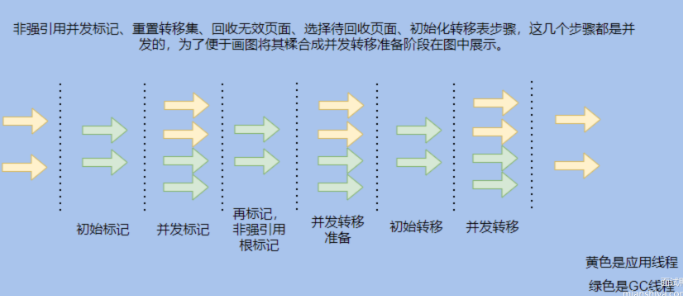 非强引用并发标记、重置转移集、回收无效页面、选择待回收页面、初始化转移表步骤，这几个步骤都是并
发的，为了便于画图将其糅合成并发转移准备阶段在图中展示。
初始标记
并发标记
再标记，
非强引用
根标记
并发转移
准备
初始转移
并发转移
黄色是应用线程
绿色是GC线程